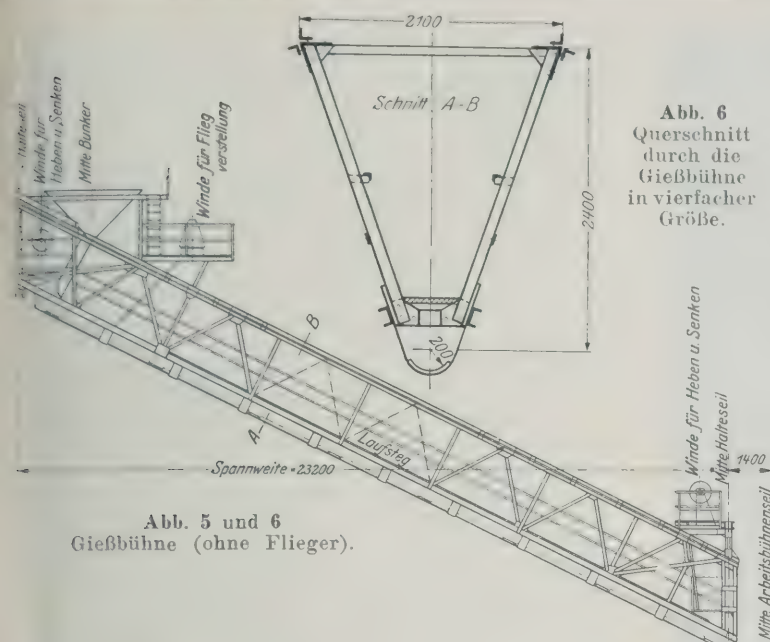 2100
Schnitt A-B
2400
Abb. 6
Querschnitt
durch die
Gießbühne
in vierfacher
Größe.
200
Winde für
Heben u. Senken
Mitte Bunker
Winde für Flieg
verstellung
B
A
Laufsteg
Spannweite = 23200
Winde für Heben u. Senken
Mitte Halteseil
1400
Mitte Arbeitsbühnenseil
Abb. 5 und 6
Gießbühne (ohne Flieger).